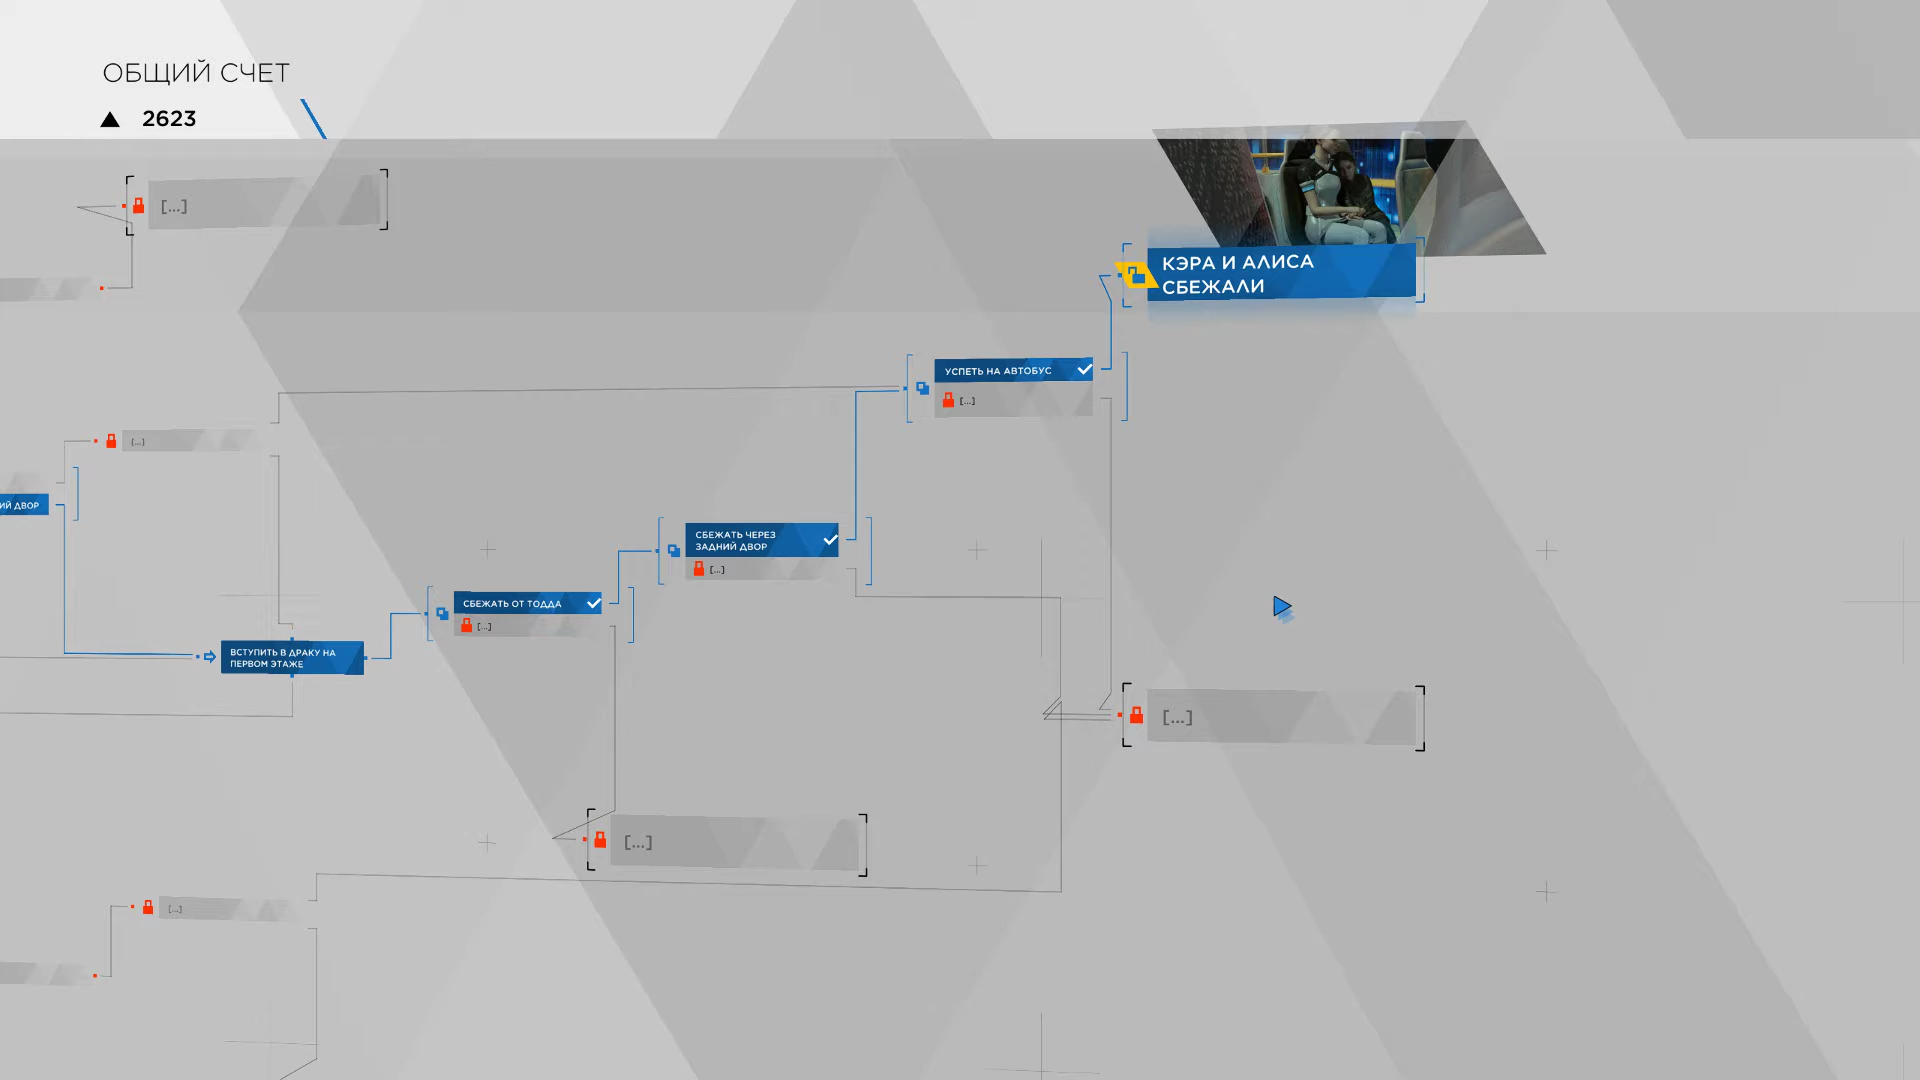 ОБЩИЙ СЧЕТ
2623
[...]
КЭРА И АЛИСА
СБЕЖАЛИ
УСПЕТЬ НА АВТОБУС
[...]
[...]
ИЙ ДВОР
СБЕЖАТЬ ЧЕРЕЗ
ЗАДНИЙ ДВОР
[...]
СБЕЖАТЬ ОТ ТОДДА
[...]
ВСТУПИТЬ В ДРАКУ НА
ПЕРВОМ ЭТАЖЕ
[...]
[...]
[...]